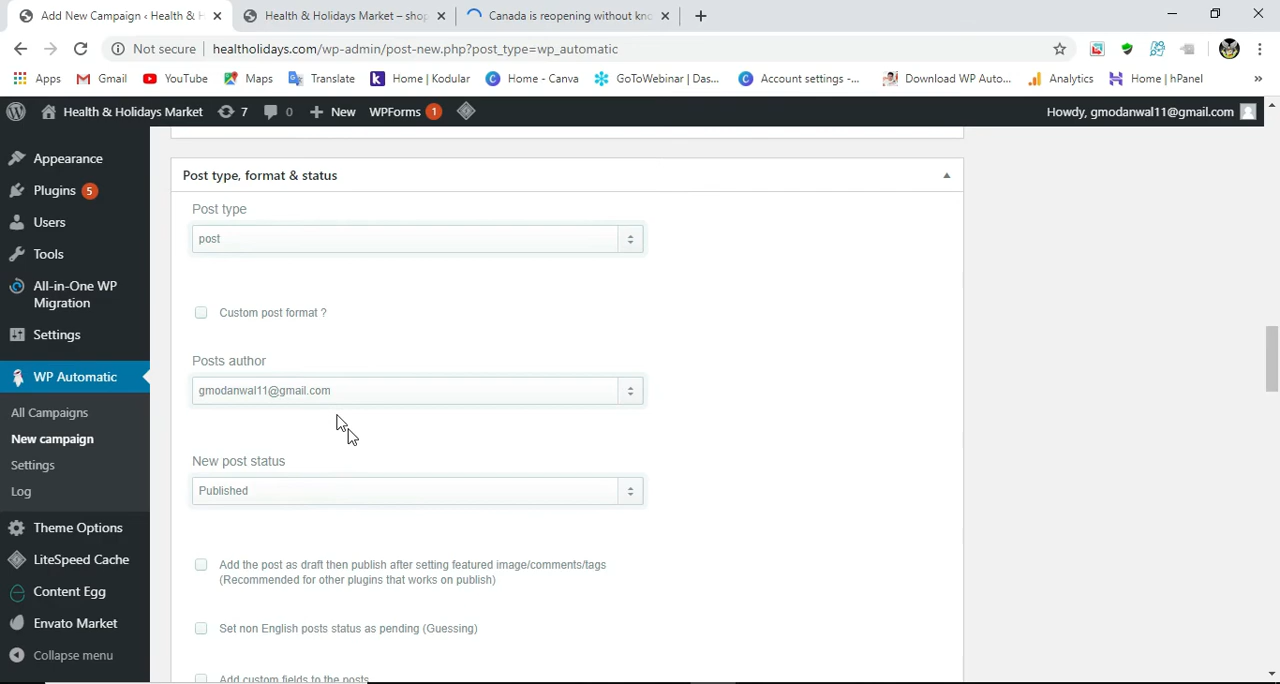 Add New Campaign ‹ Health & H
Health & Holidays Market – shop
Canada is reopening without kno
Not secure
healtholidays.com/wp-admin/post-new.php?post_type=wp_automatic
Apps
Gmail
YouTube
Maps
Translate
Home | Kodular
Home - Canva
GoToWebinar | Das...
Account settings -...
Download WP Auto...
Analytics
Home | hPanel
»
Health & Holidays Market
7
0
New
WPForms 1
Howdy, gmodanwal11@gmail.com
Appearance
Plugins 5
Users
Tools
All-in-One WP
Migration
Settings
WP Automatic
All Campaigns
New campaign
Settings
Log
Theme Options
LiteSpeed Cache
Content Egg
Envato Market
Collapse menu
Post type, format & status
Post type
post
Custom post format ?
Posts author
gmodanwal11@gmail.com
New post status
Published
Add the post as draft then publish after setting featured image/comments/tags
(Recommended for other plugins that works on publish)
Set non English posts status as pending (Guessing)
Add custom fields to the posts